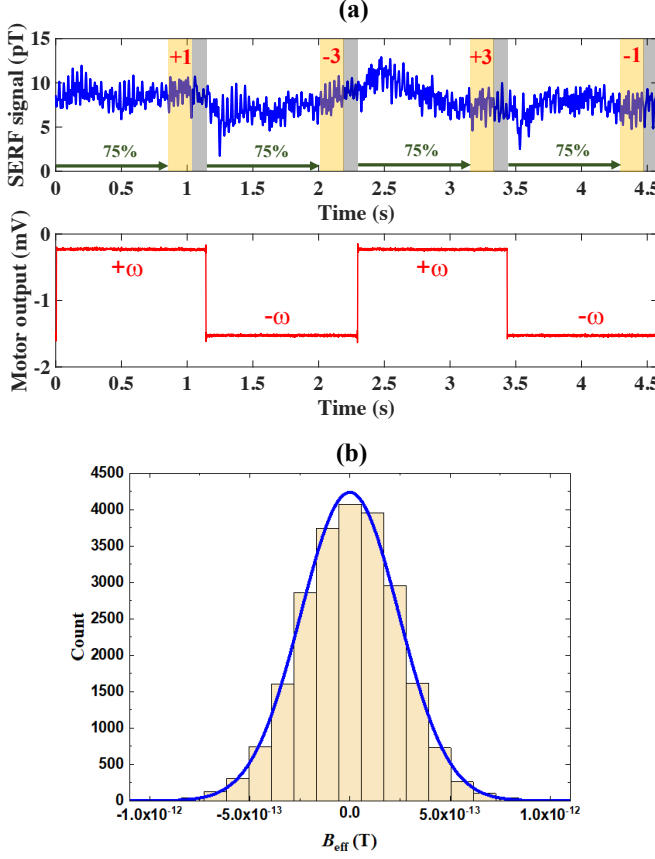 (a)
SERF signal (pT)
15
10
5
0
+1
-3
+3
-1
75%
75%
75%
75%
0 0.5 1 1.5 2 2.5 3 3.5 4 4.5
Time (s)
Motor output (mV)
0
-1
-2
+ω
-ω
+ω
-ω
0 0.5 1 1.5 2 2.5 3 3.5 4 4.5
Time (s)
(b)
Count
4500
4000
3500
3000
2500
2000
1500
1000
500
0
-1.0x10⁻¹² -5.0x10⁻¹³ 0.0 5.0x10⁻¹³ 1.0x10⁻¹²
B_eff (T)